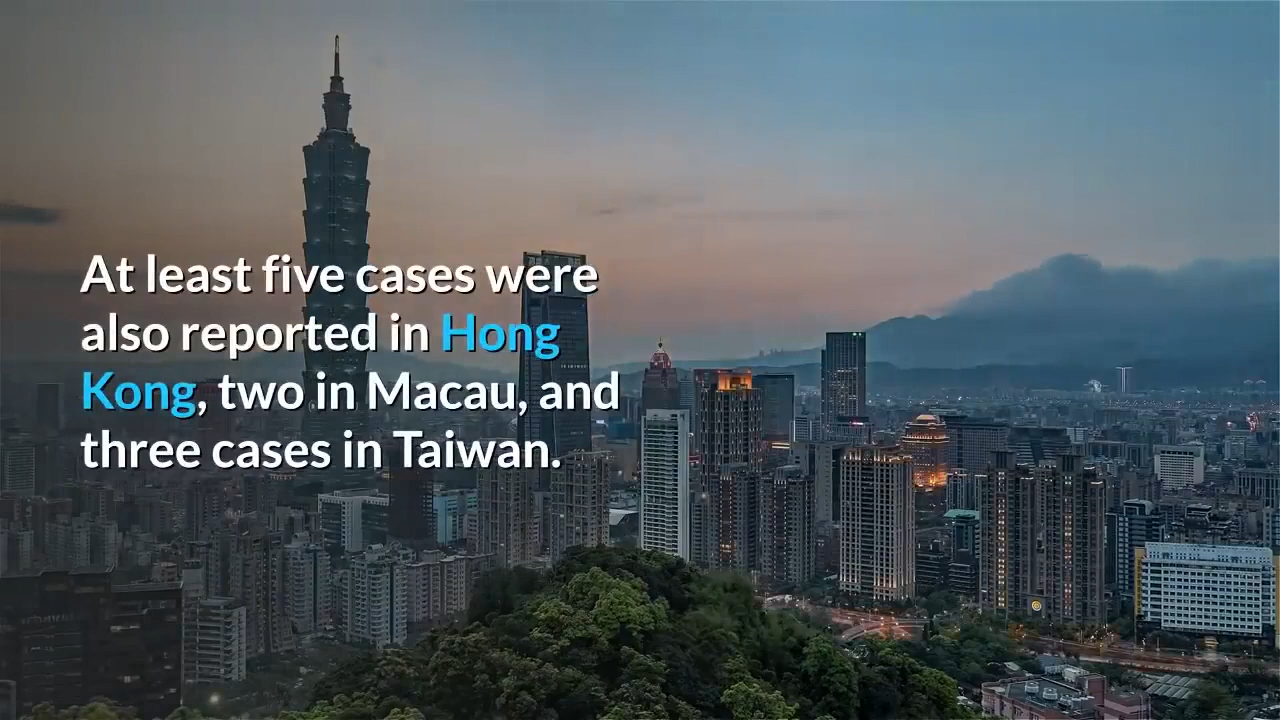 At least five cases were
also reported in Hong
Kong, two in Macau, and
three cases in Taiwan.